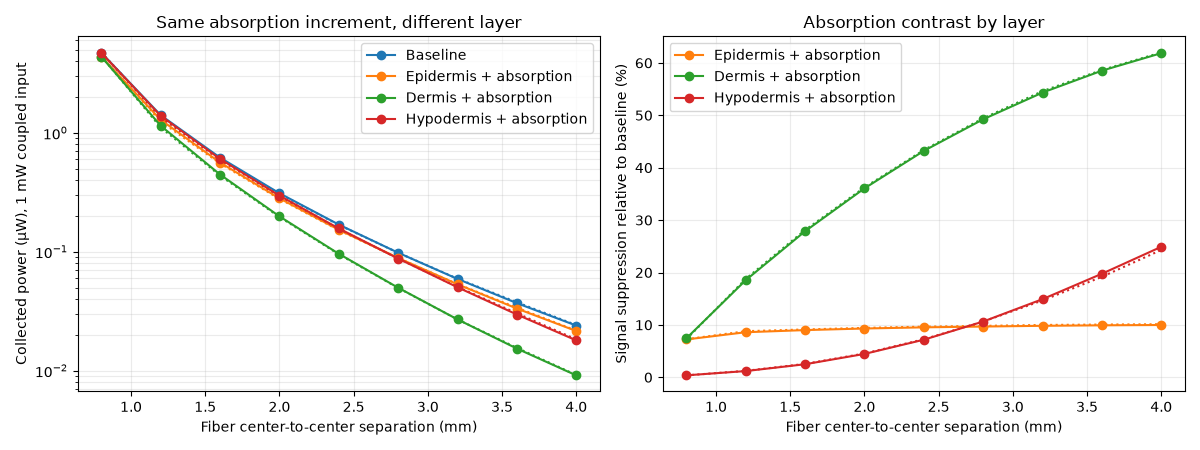 Same absorption increment, different layer
Collected power (µW), 1 mW coupled input
10⁰
10⁻¹
10⁻²
Baseline
Epidermis + absorption
Dermis + absorption
Hypodermis + absorption
1.0 1.5 2.0 2.5 3.0 3.5 4.0
Fiber center-to-center separation (mm)
Absorption contrast by layer
Signal suppression relative to baseline (%)
60
50
40
30
20
10
0
Epidermis + absorption
Dermis + absorption
Hypodermis + absorption
1.0 1.5 2.0 2.5 3.0 3.5 4.0
Fiber center-to-center separation (mm)